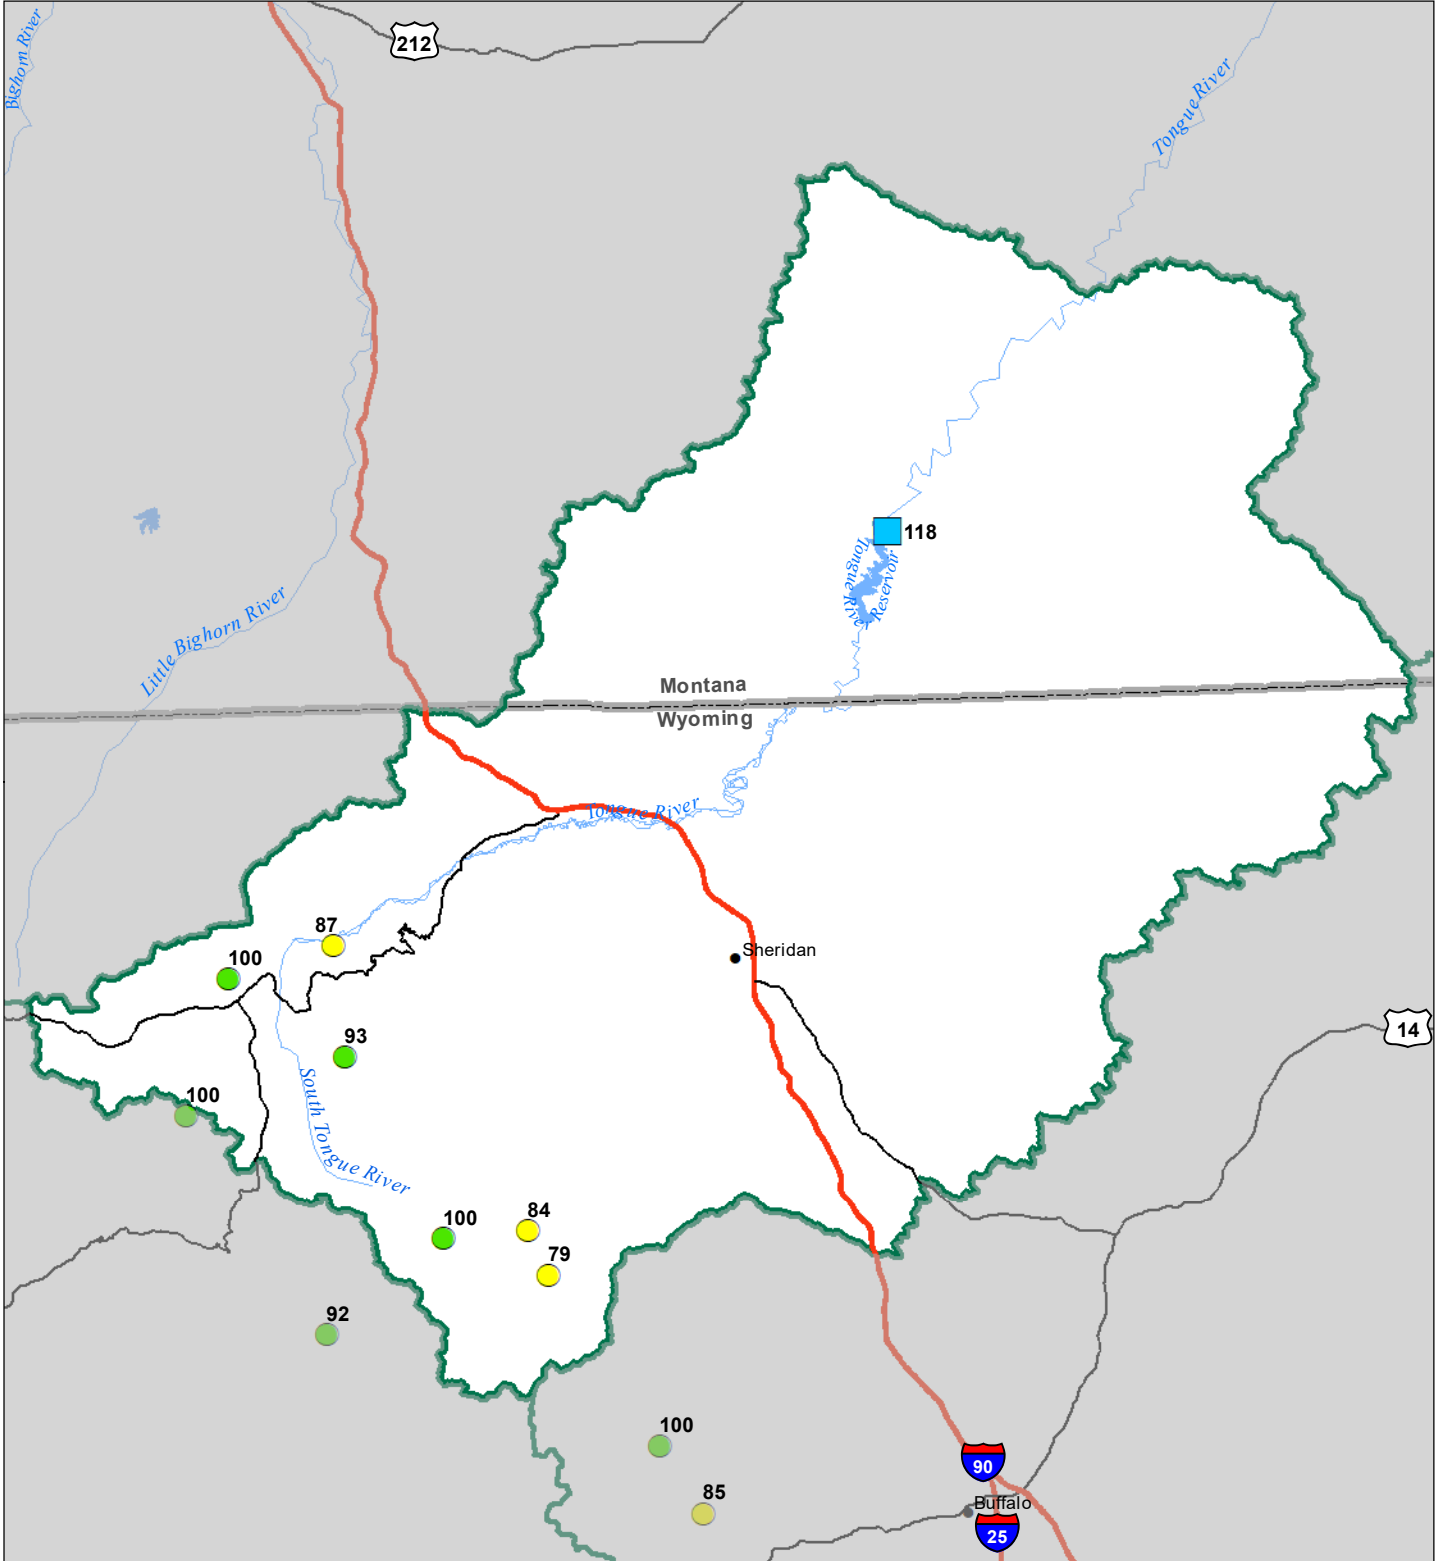 Bighorn River
212
Tongue River
118
Tongue River
Reservoir
Little Bighorn River
Montana
Wyoming
Tongue River
87
Sheridan
100
14
93
100
South Tongue River
100
84
79
92
100
90
85
Buffalo
25